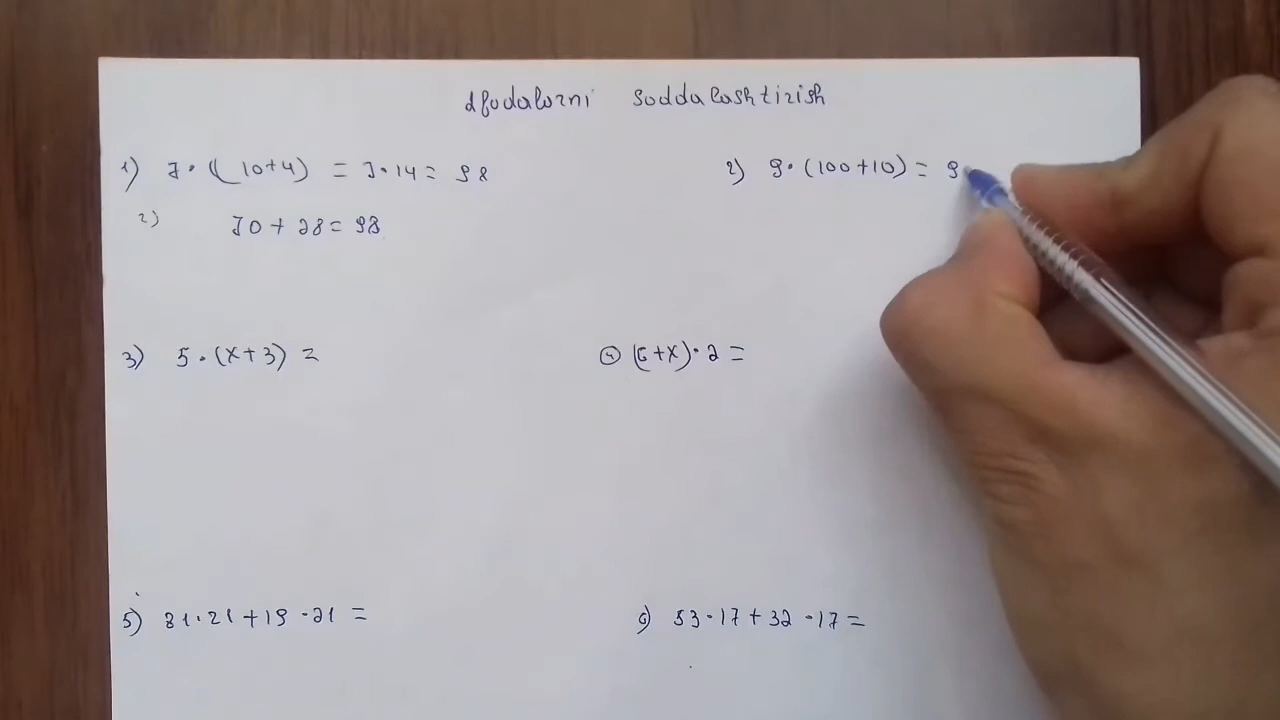 Ifodalarni soddalashtirish
1) 7·(10+4) = 7·14 = 98
2) 9·(100+10) = 9
2) 70+28 = 98
3) 5·(x+3) =
4) (6+x)·2 =
5) 81·21+19·21 =
6) 53·17+32·17 =